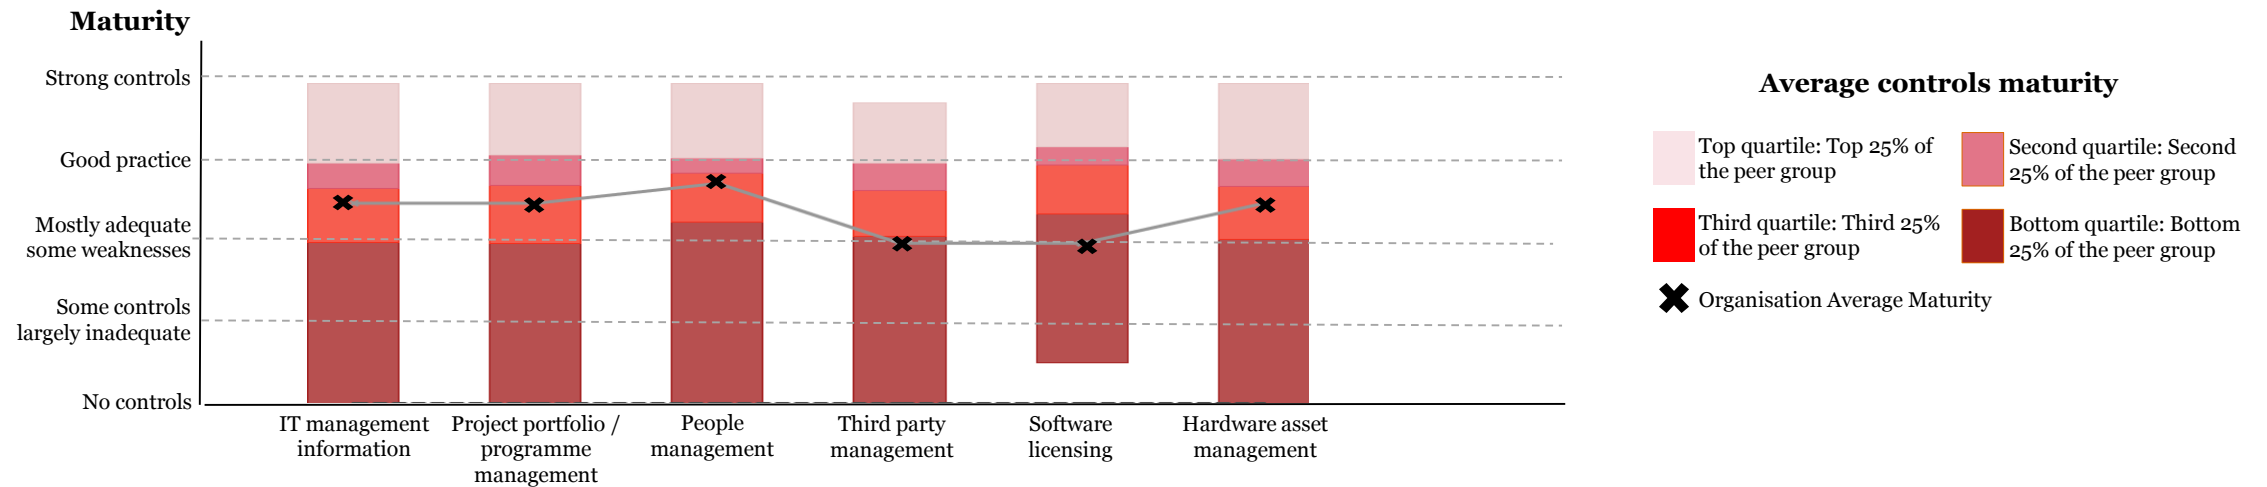 Maturity
Strong controls
Good practice
Mostly adequate
some weaknesses
Some controls
largely inadequate
No controls
IT management
information
Project portfolio /
programme
management
People
management
Third party
management
Software
licensing
Hardware asset
management
Average controls maturity
Top quartile: Top 25% of
the peer group
Second quartile: Second
25% of the peer group
Third quartile: Third 25%
of the peer group
Bottom quartile: Bottom
25% of the peer group
Organisation Average Maturity